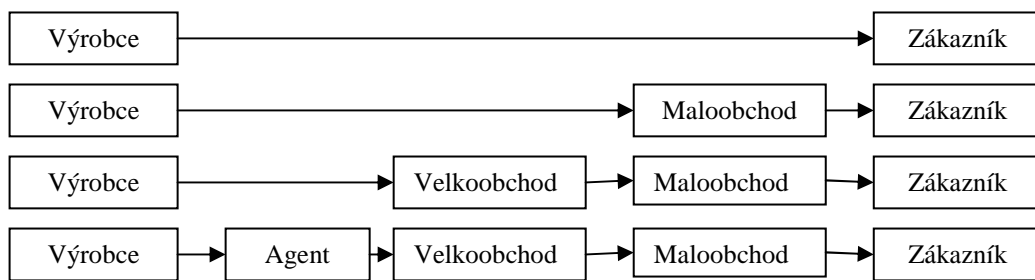 Výrobce Zákazník
Výrobce Maloobchod Zákazník
Výrobce Velkoobchod Maloobchod Zákazník
Výrobce Agent Velkoobchod Maloobchod Zákazník